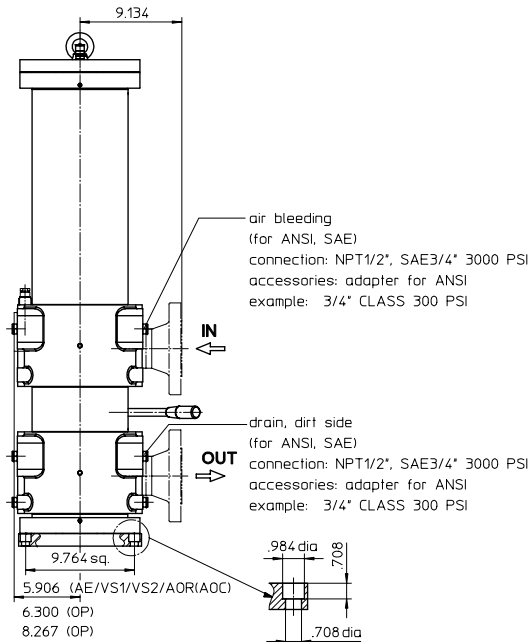 9.134
air bleeding
(for ANSI, SAE)
connection: NPT1/2", SAE3/4" 3000 PSI
accessories: adapter for ANSI
example: 3/4" CLASS 300 PSI
IN
drain, dirt side
(for ANSI, SAE)
connection: NPT1/2", SAE3/4" 3000 PSI
accessories: adapter for ANSI
example: 3/4" CLASS 300 PSI
OUT
9.764 sq.
5.906 (AE/VS1/VS2/AOR(AOC)
6.300 (OP)
8.267 (OP)
.984 dia
.708
.708 dia